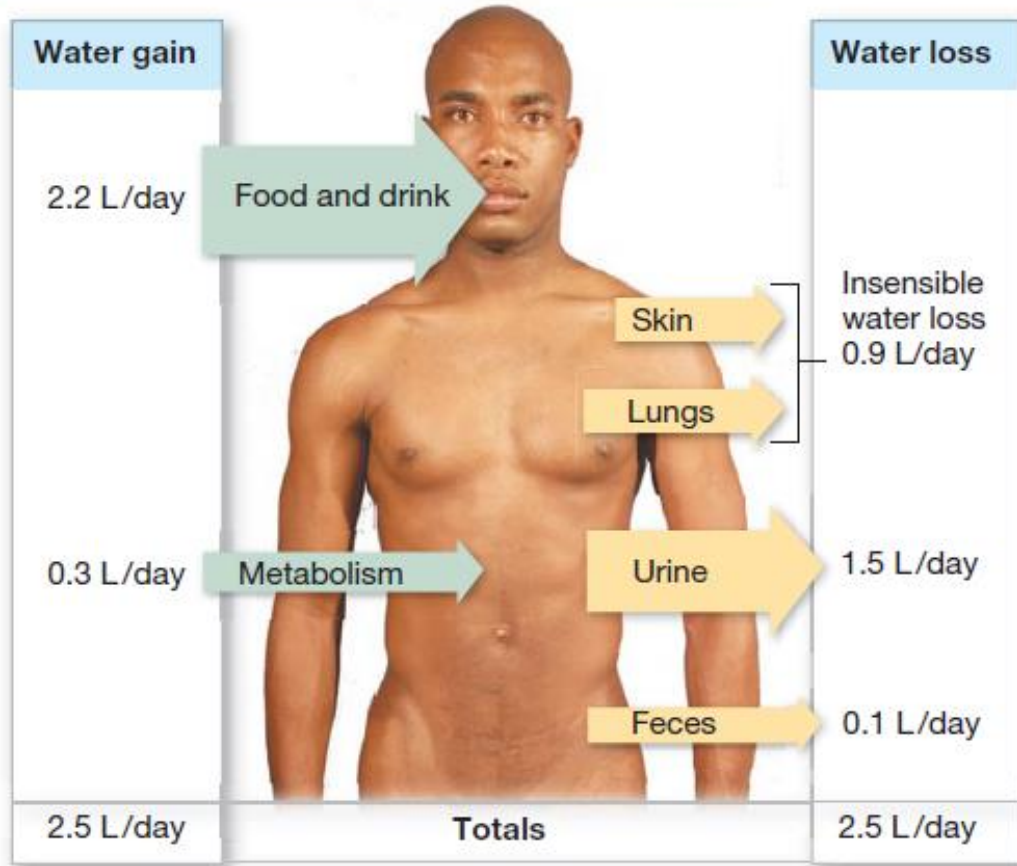 Water gain
Water loss
2.2 L/day
Food and drink
Skin
Lungs
Insensible
water loss
0.9 L/day
0.3 L/day
Metabolism
Urine
1.5 L/day
Feces
0.1 L/day
2.5 L/day
Totals
2.5 L/day